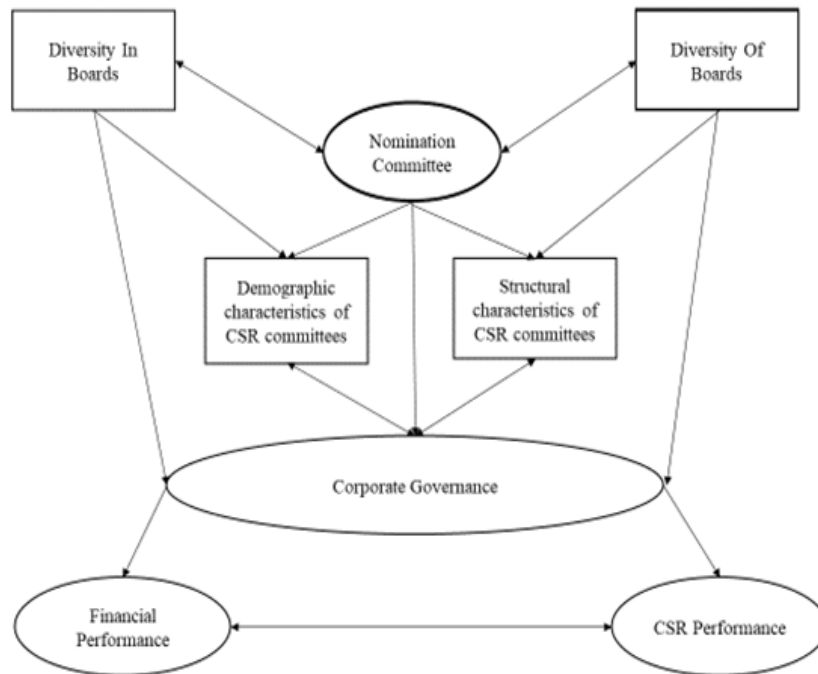 Diversity In
Boards
Diversity Of
Boards
Nomination
Committee
Demographic
characteristics of
CSR committees
Structural
characteristics of
CSR committees
Corporate Governance
Financial
Performance
CSR Performance